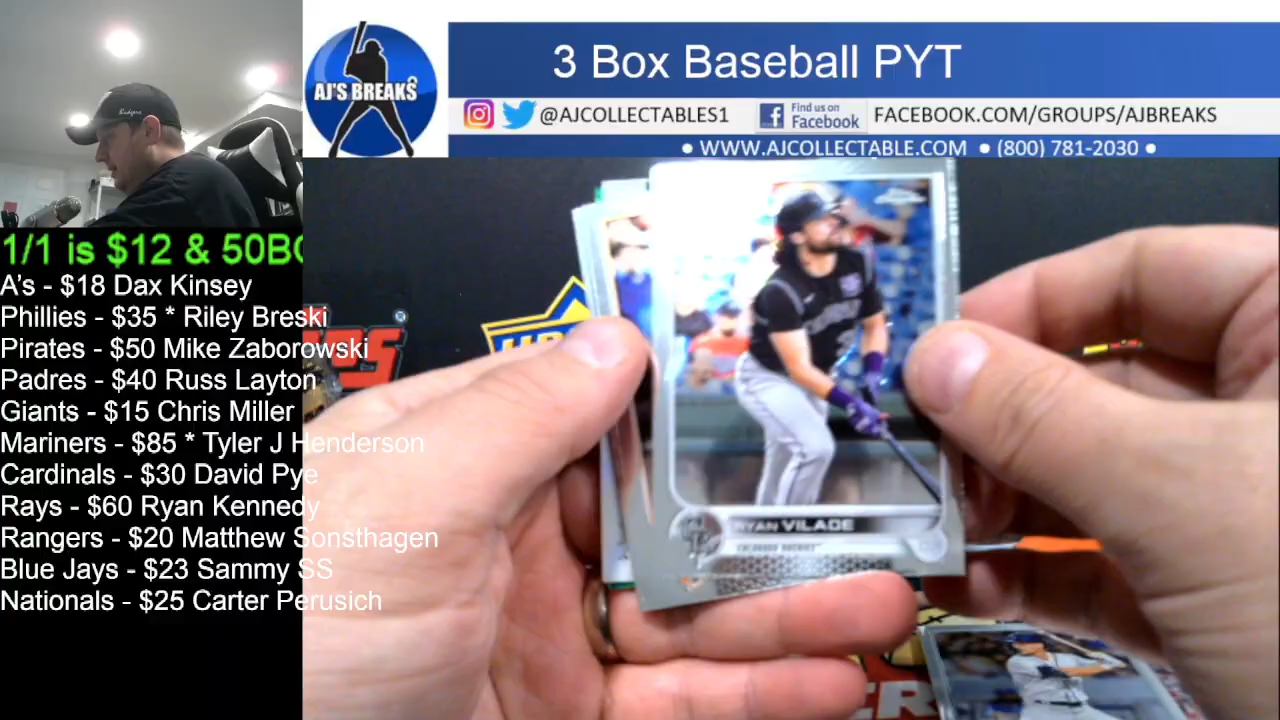 3 Box Baseball PYT
AJ'S BREAKS
@AJCOLLECTABLES1
Find us on
Facebook
FACEBOOK.COM/GROUPS/AJBREAKS
• WWW.AJCOLLECTABLE.COM • (800) 781-2030 •
1/1 is $12 & 50BO
A's - $18 Dax Kinsey
Phillies - $35 * Riley Breski
Pirates - $50 Mike Zaborowski
Padres - $40 Russ Layton
Giants - $15 Chris Miller
Mariners - $85 * Tyler J Henderson
Cardinals - $30 David Pye
Rays - $60 Ryan Kennedy
Rangers - $20 Matthew Sonsthagen
Blue Jays - $23 Sammy SS
Nationals - $25 Carter Perusich
RYAN VILADE
COLORADO ROCKIES